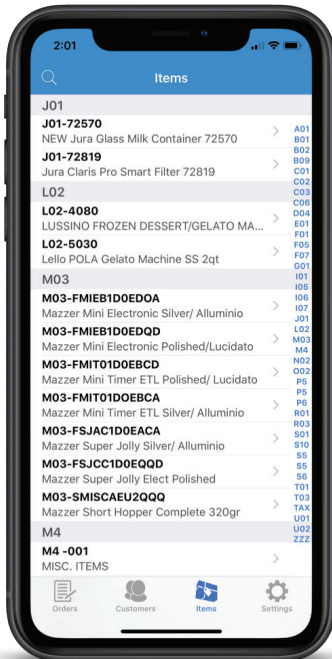 2:01
Items
J01
J01-72570
NEW Jura Glass Milk Container 72570
J01-72819
Jura Claris Pro Smart Filter 72819
L02
L02-4080
LUSSINO FROZEN DESSERT/GELATO MA...
L02-5030
Lello POLA Gelato Machine SS 2qt
M03
M03-FMIEB1D0EDOA
Mazzer Mini Electronic Silver/ Alluminio
M03-FMIEB1D0EDQD
Mazzer Mini Electronic Polished/Lucidato
M03-FMIT01D0EBCD
Mazzer Mini Timer ETL Polished/ Lucidato
M03-FMIT01DOEBCA
Mazzer Mini Timer ETL Silver/ Alluminio
M03-FSJAC1D0EACA
Mazzer Super Jolly Silver/ Alluminio
M03-FSJCC1D0EQQD
Mazzer Super Jolly Elect Polished
M03-SMISCAEU2QQQ
Mazzer Short Hopper Complete 320gr
M4
M4 -001
MISC. ITEMS
A01
B01
B02
B09
C01
C02
C03
C06
D04
E01
F01
F05
F07
G01
I01
I05
I06
I07
J01
L02
M03
M4
N02
O02
P5
P5
P6
R01
R03
S01
S10
S5
S5
S6
T01
T03
TAX
U01
U02
ZZZ
Orders
Customers
Items
Settings